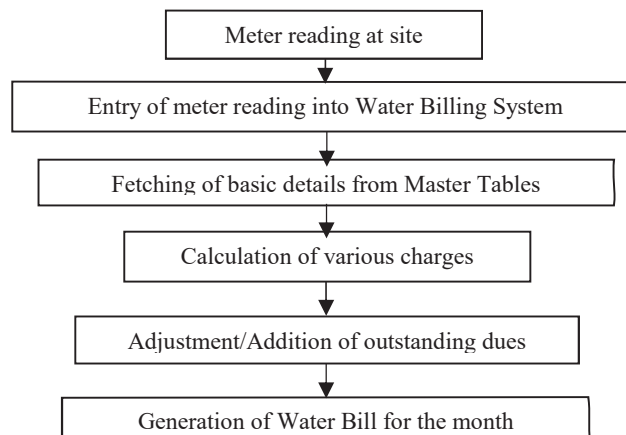 Meter reading at site
Entry of meter reading into Water Billing System
Fetching of basic details from Master Tables
Calculation of various charges
Adjustment/Addition of outstanding dues
Generation of Water Bill for the month